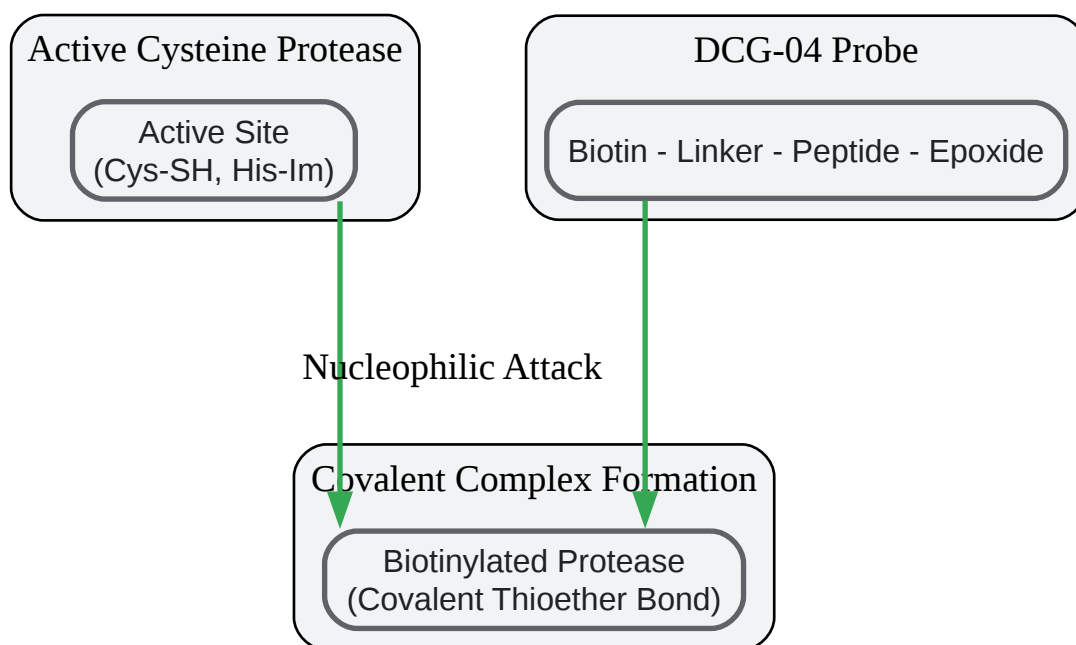 Active Cysteine Protease
Active Site
(Cys-SH, His-Im)
DCG-04 Probe
Biotin - Linker - Peptide - Epoxide
Nucleophilic Attack
Covalent Complex Formation
Biotinylated Protease
(Covalent Thioether Bond)